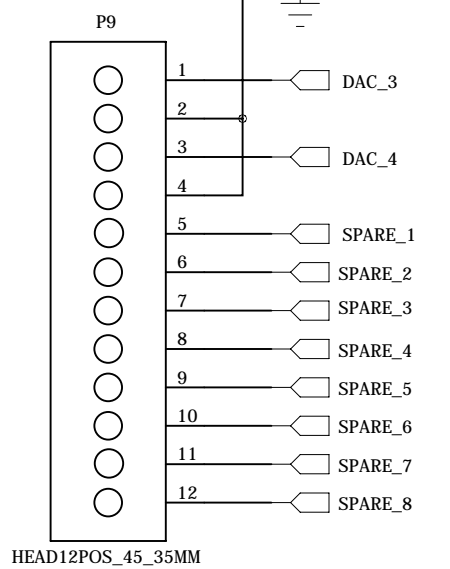 P9
1 DAC_3
2
3 DAC_4
4
5 SPARE_1
6 SPARE_2
7 SPARE_3
8 SPARE_4
9 SPARE_5
10 SPARE_6
11 SPARE_7
12 SPARE_8
HEAD12POS_45_35MM